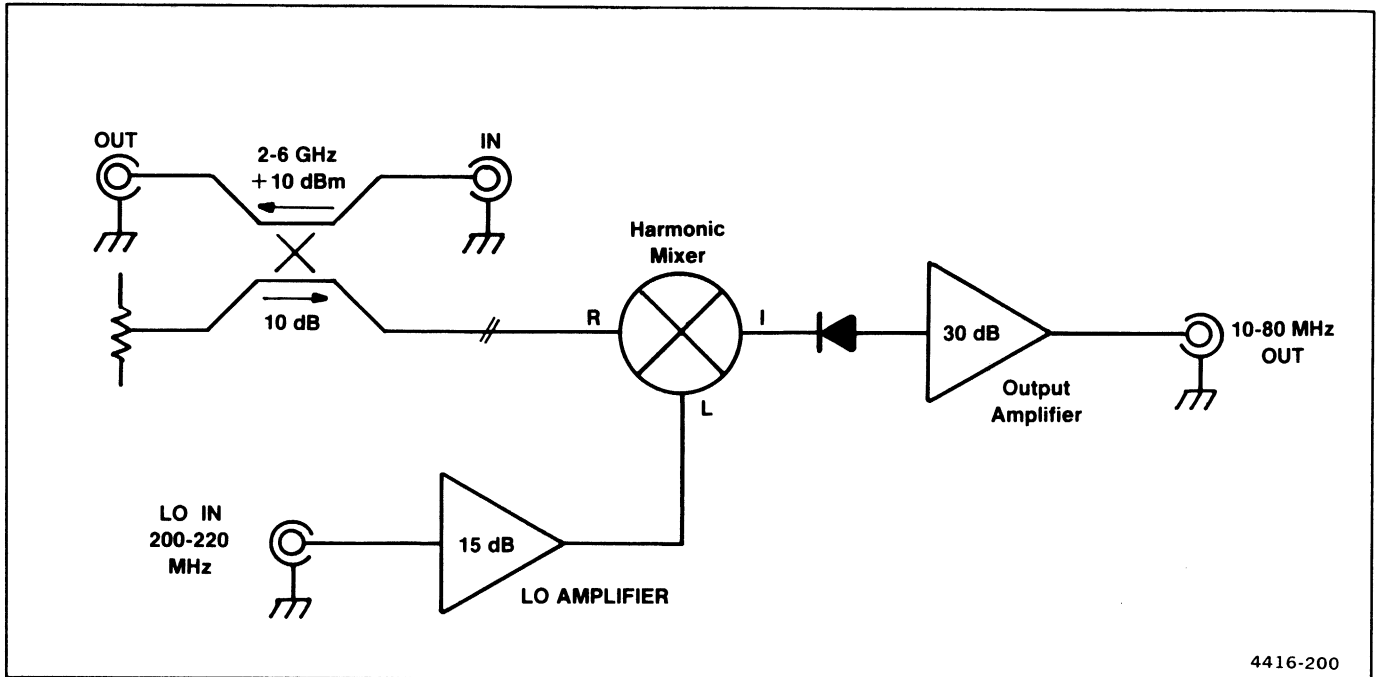 OUT
2-6 GHz
+10 dBm
IN
10 dB
Harmonic
Mixer
R
I
L
30 dB
Output
Amplifier
10-80 MHz
OUT
LO IN
200-220
MHz
15 dB
LO AMPLIFIER
4416-200